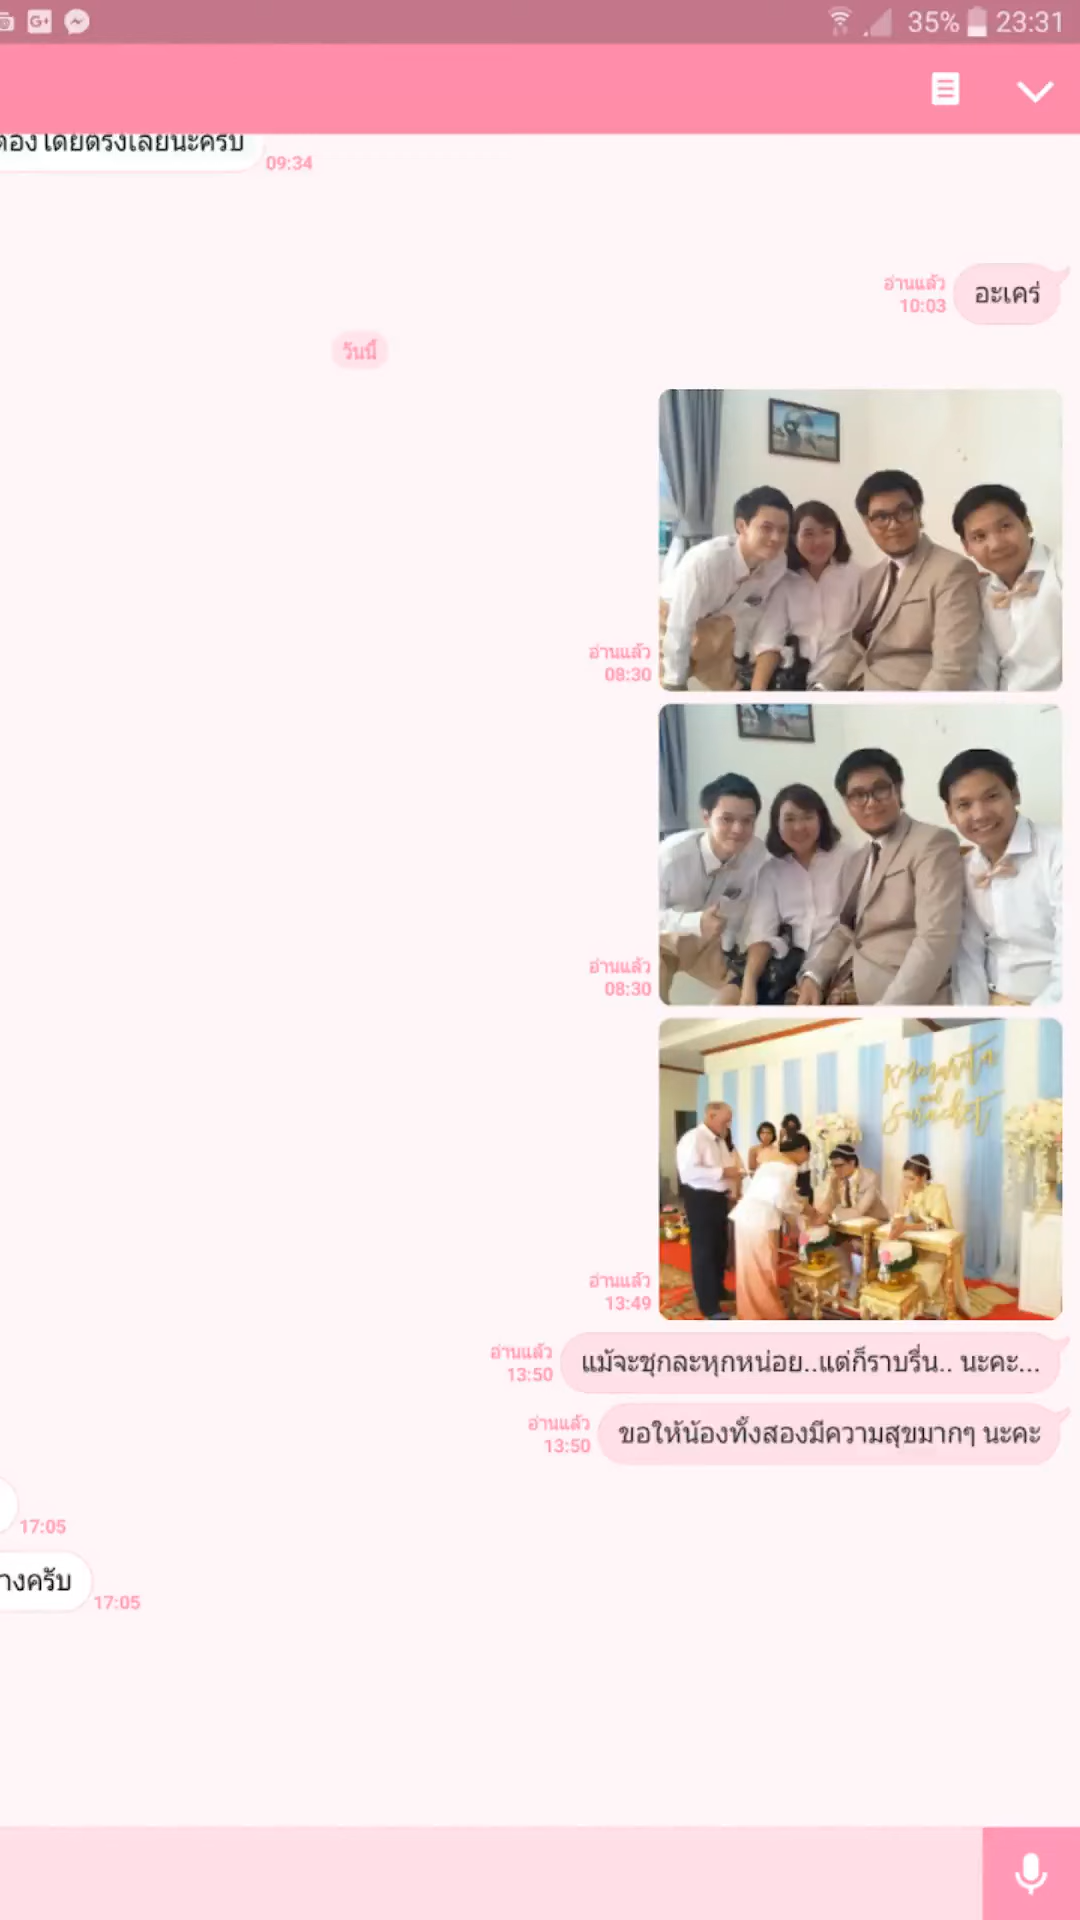 35% 23:31
ต้องโดยตรงเลยนะครับ
09:34
อ่านแล้ว
10:03
อะเคร่
วันนี้
อ่านแล้ว
08:30
อ่านแล้ว
08:30
and
Surachet
อ่านแล้ว
13:49
อ่านแล้ว
13:50
แม้จะชุกละหุกหน่อย..แต่ก็ราบรื่น.. นะคะ...
อ่านแล้ว
13:50
ขอให้น้องทั้งสองมีความสุขมากๆ นะคะ
17:05
างครับ
17:05